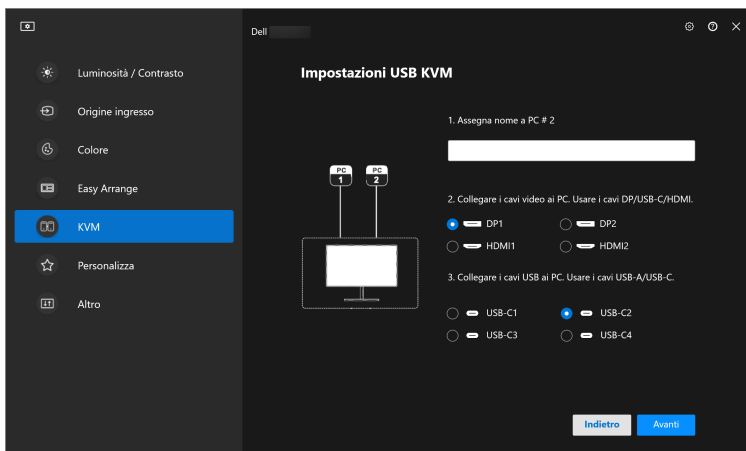 Dell
Luminosità / Contrasto
Origine ingresso
Colore
Easy Arrange
KVM
Personalizza
Altro
Impostazioni USB KVM
PC 1
PC 2
1. Assegna nome a PC # 2
2. Collegare i cavi video ai PC. Usare i cavi DP/USB-C/HDMI.
DP1
DP2
HDMI1
HDMI2
3. Collegare i cavi USB ai PC. Usare i cavi USB-A/USB-C.
USB-C1
USB-C2
USB-C3
USB-C4
Indietro
Avanti